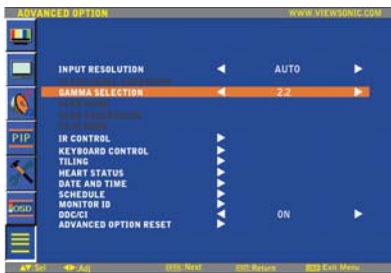 ADVANCED OPTION WWW.VIEWSONIC.COM
INPUT RESOLUTION AUTO
GAMMA SELECTION 2.2
IR CONTROL
PIP
KEYBOARD CONTROL
TILING
HEART STATUS
DATE AND TIME
SCHEDULE
MONITOR ID
OSD
DDC/CI ON
ADVANCED OPTION RESET
:Sel :Adj :Next EXIT:Return :Exit Menu